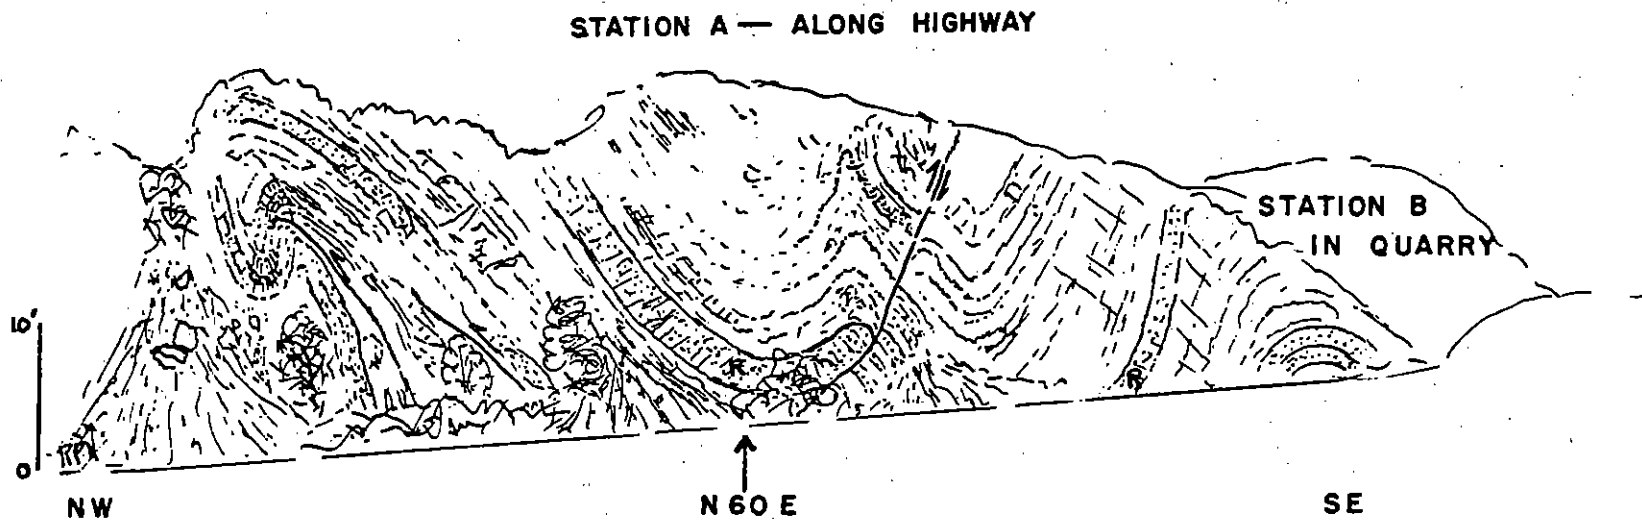 STATION A — ALONG HIGHWAY
STATION B
IN QUARRY
10'
R
R
0
NW
N 60 E
SE